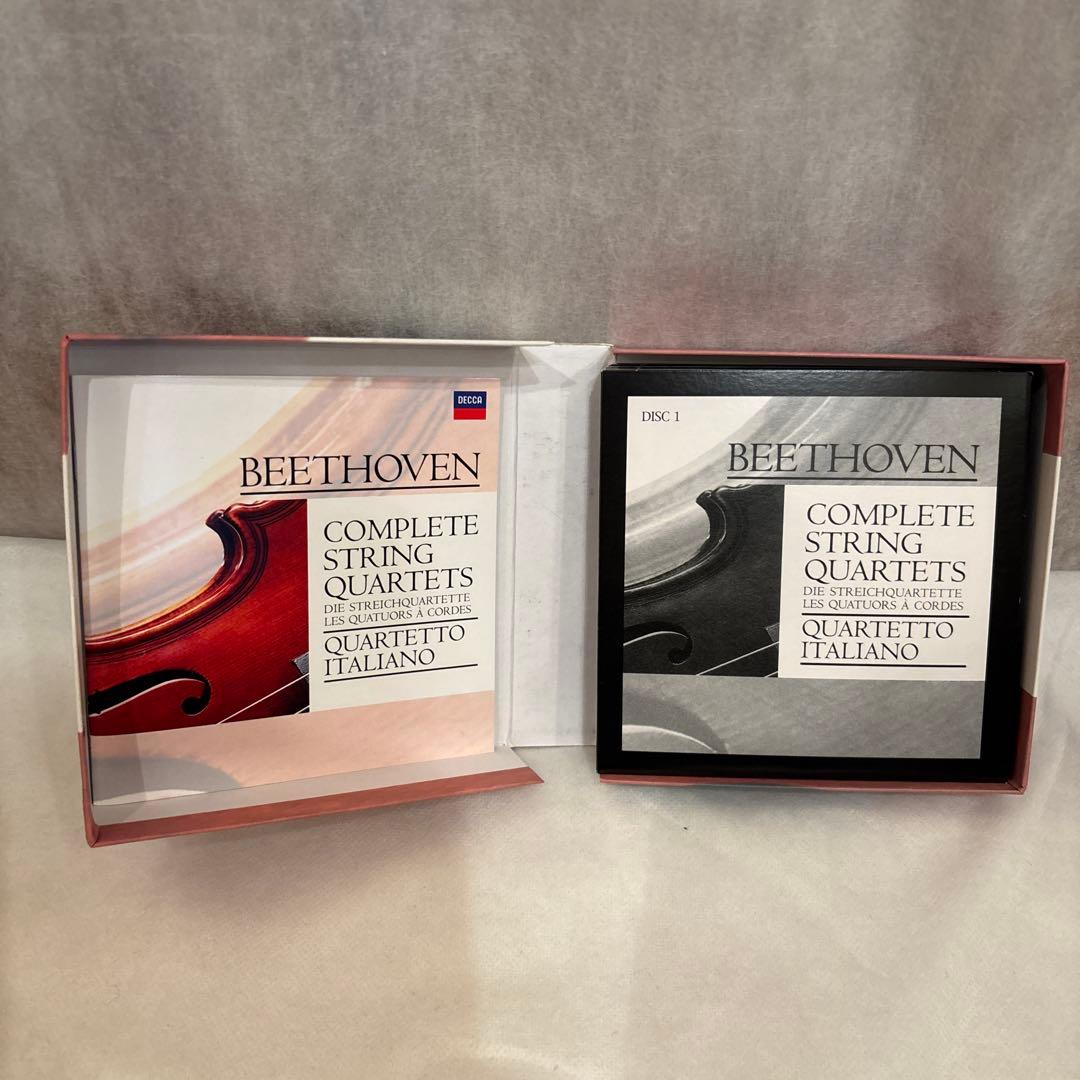 DECCA
BEETHOVEN
COMPLETE
STRING
QUARTETS
DIE STREICHQUARTETTE
LES QUATUORS À CORDES
QUARTETTO
ITALIANO
DISC 1
BEETHOVEN
COMPLETE
STRING
QUARTETS
DIE STREICHQUARTETTE
LES QUATUORS À CORDES
QUARTETTO
ITALIANO